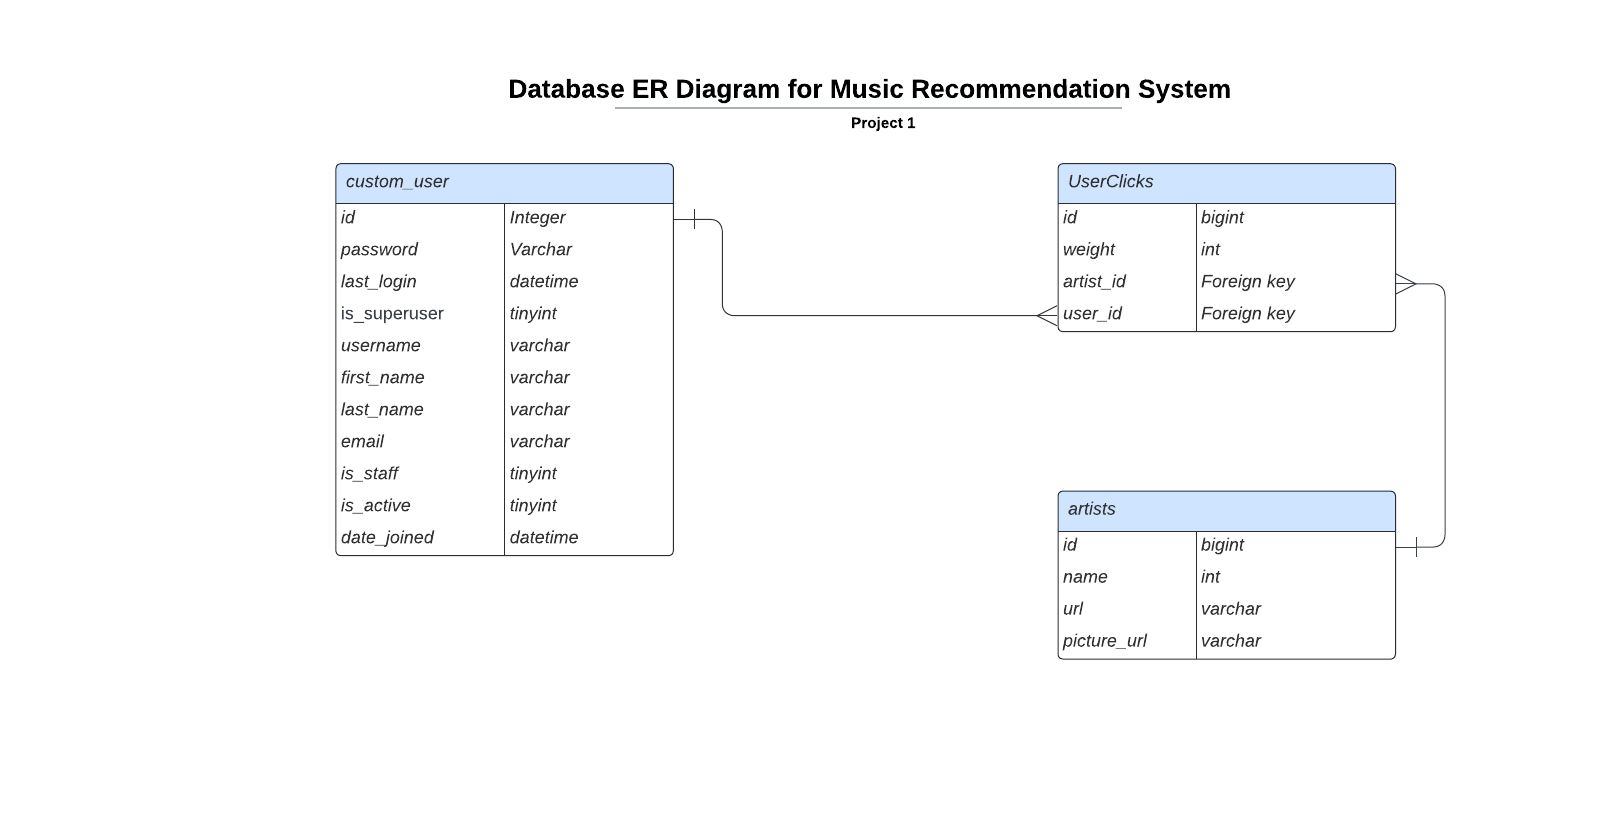 Database ER Diagram for Music Recommendation System
Project 1
custom_user
id Integer
password Varchar
last_login datetime
is_superuser tinyint
username varchar
first_name varchar
last_name varchar
email varchar
is_staff tinyint
is_active tinyint
date_joined datetime
UserClicks
id bigint
weight int
artist_id Foreign key
user_id Foreign key
artists
id bigint
name int
url varchar
picture_url varchar